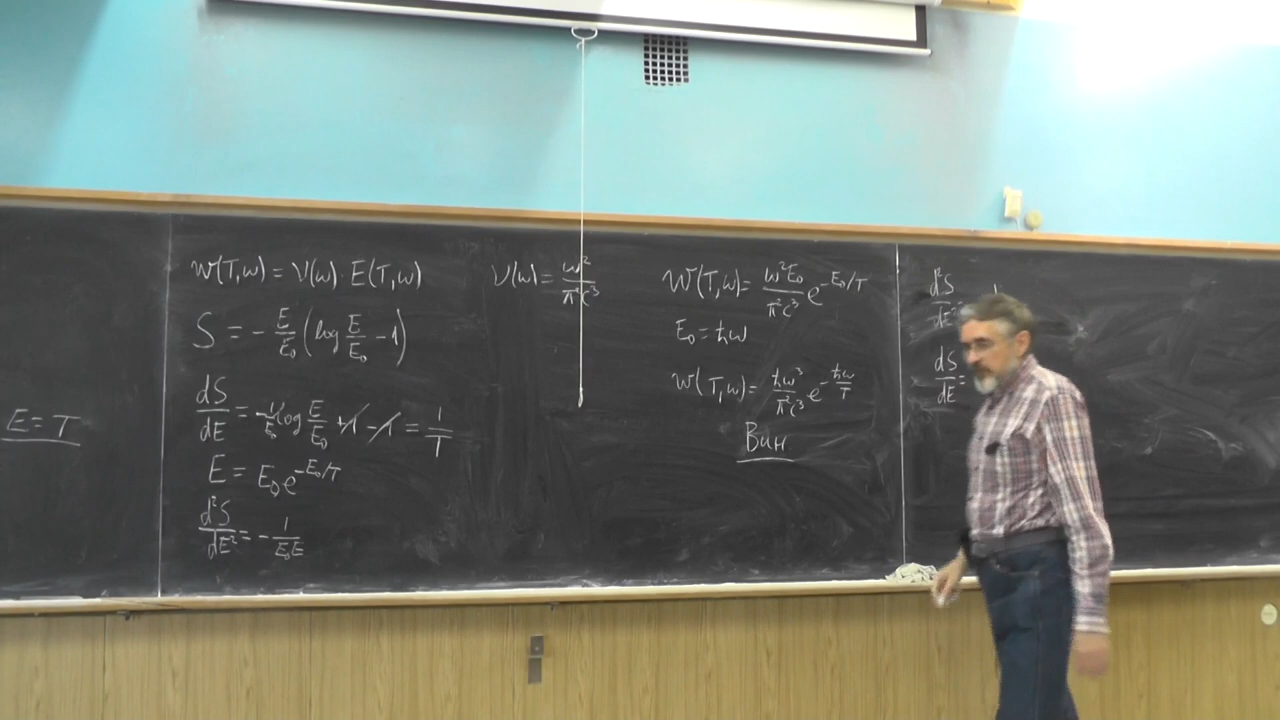 E = T
w(T,ω) = ν(ω) · E(T,ω)
S = - E/E₀ (log E/E₀ - 1)
dS/dE = - 1/E₀ log E/E₀ + 1 - 1 = 1/T
E = E₀ e^{-E₀/T}
d²S/dE² = - 1/(E₀E)
ν(ω) = ω²/(π²c³)
W(T,ω) = ω²E₀/(π²c³) e^{-E₀/T}
E₀ = ħω
W(T,ω) = ħω³/(π²c³) e^{-ħω/T}
Вин
d²S/dE²
dS/dE =